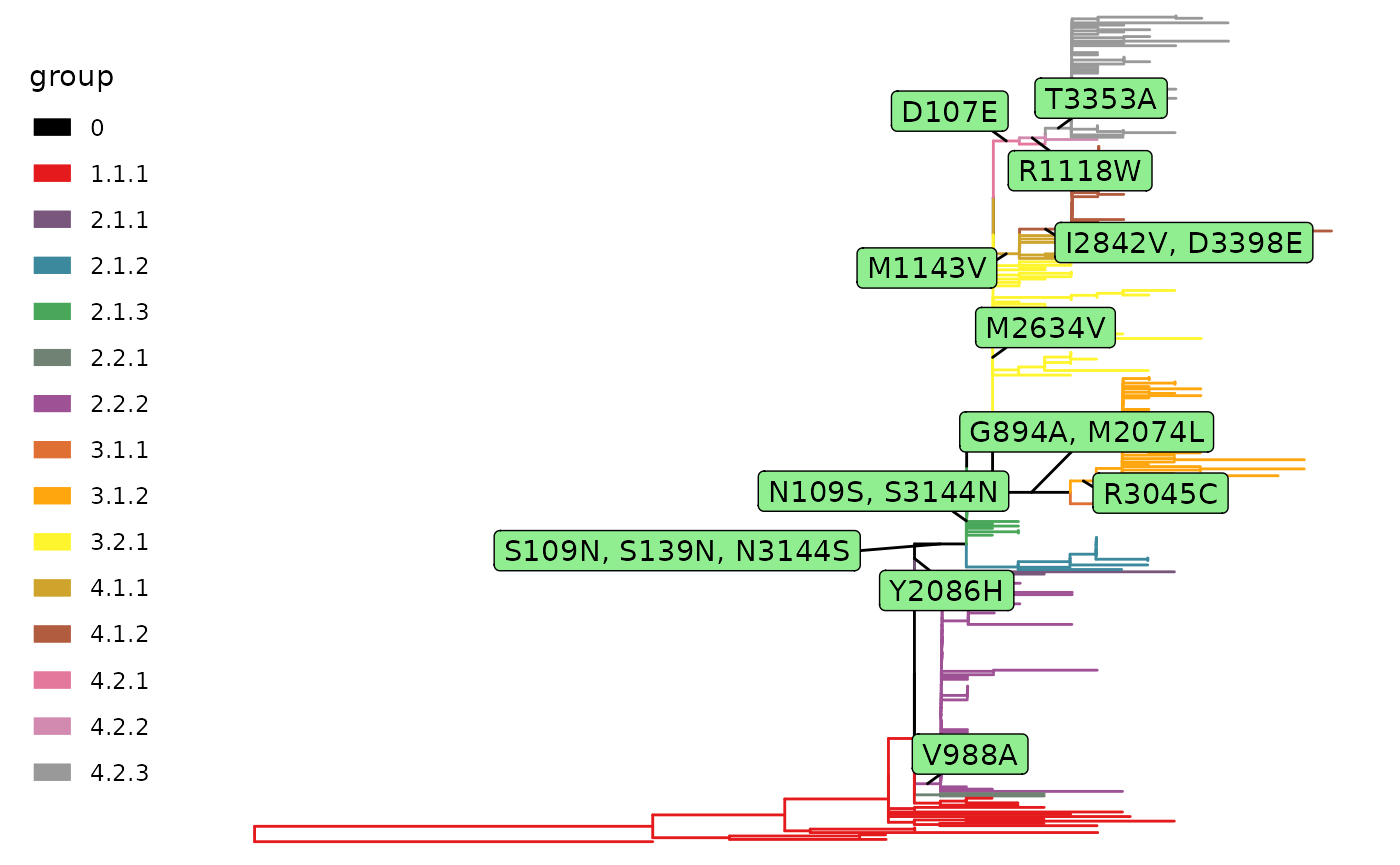 group
0
1.1.1
2.1.1
2.1.2
2.1.3
2.2.1
2.2.2
3.1.1
3.1.2
3.2.1
4.1.1
4.1.2
4.2.1
4.2.2
4.2.3
T3353A
D107E
R1118W
I2842V, D3398E
M1143V
M2634V
G894A, M2074L
N109S, S3144N
R3045C
S109N, S139N, N3144S
Y2086H
V988A